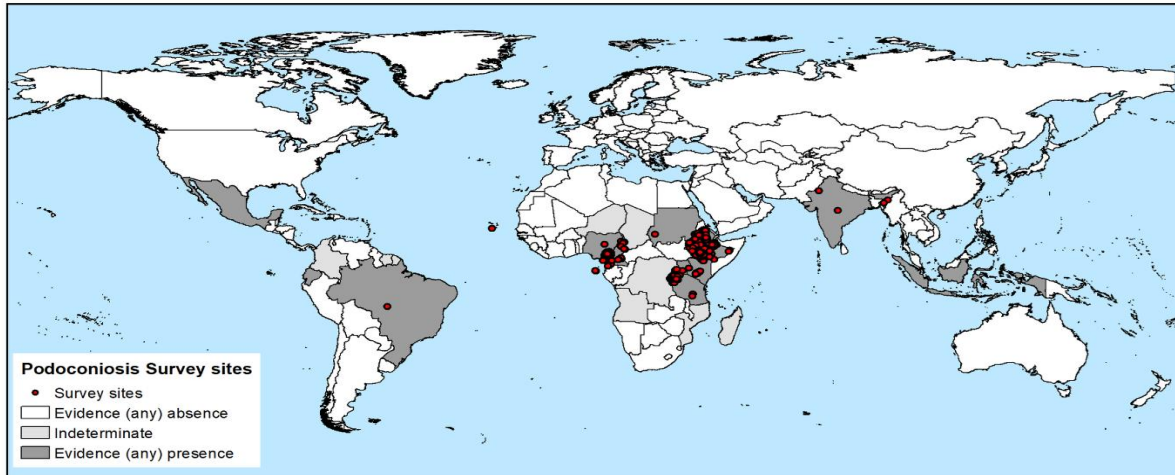 Podoconiosis Survey sites
Survey sites
Evidence (any) absence
Indeterminate
Evidence (any) presence